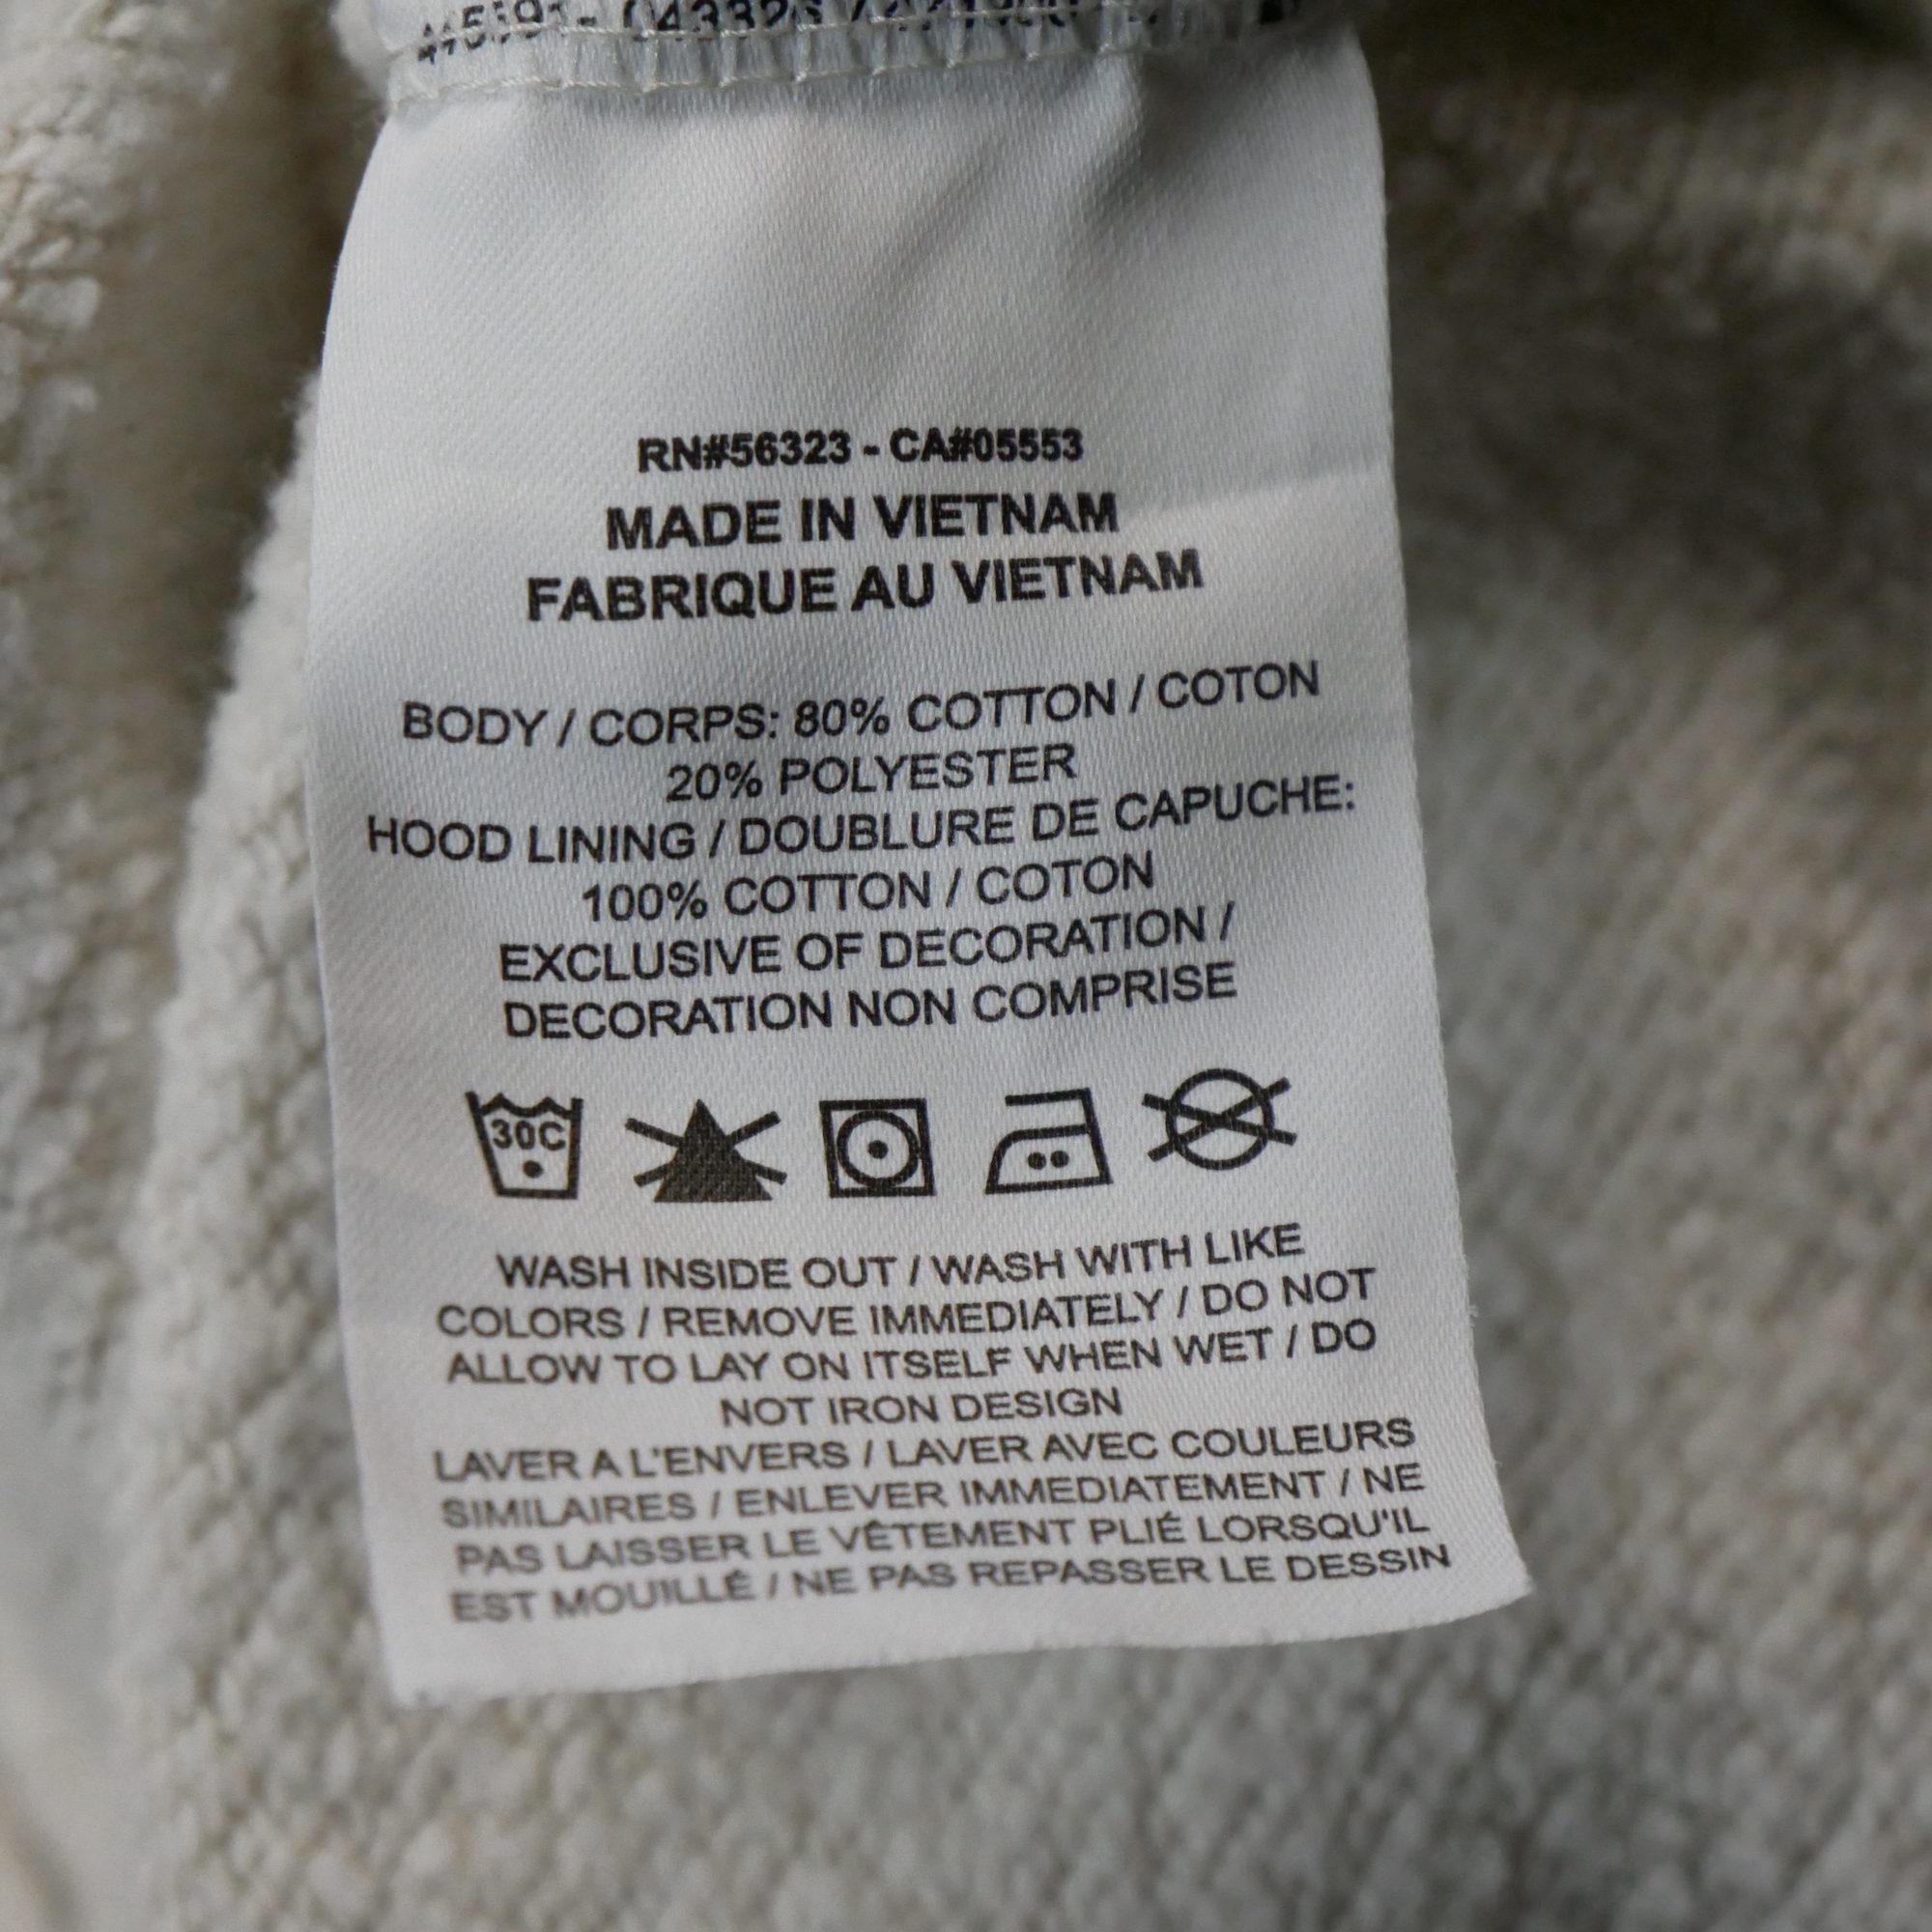 RN#56323 - CA#05553
MADE IN VIETNAM
FABRIQUE AU VIETNAM
BODY / CORPS: 80% COTTON / COTON
20% POLYESTER
HOOD LINING / DOUBLURE DE CAPUCHE:
100% COTTON / COTON
EXCLUSIVE OF DECORATION /
DECORATION NON COMPRISE
30C
WASH INSIDE OUT / WASH WITH LIKE
COLORS / REMOVE IMMEDIATELY / DO NOT
ALLOW TO LAY ON ITSELF WHEN WET / DO
NOT IRON DESIGN
LAVER A L'ENVERS / LAVER AVEC COULEURS
SIMILAIRES / ENLEVER IMMEDIATEMENT / NE
PAS LAISSER LE VÊTEMENT PLIÉ LORSQU'IL
EST MOUILLÉ / NE PAS REPASSER LE DESSIN